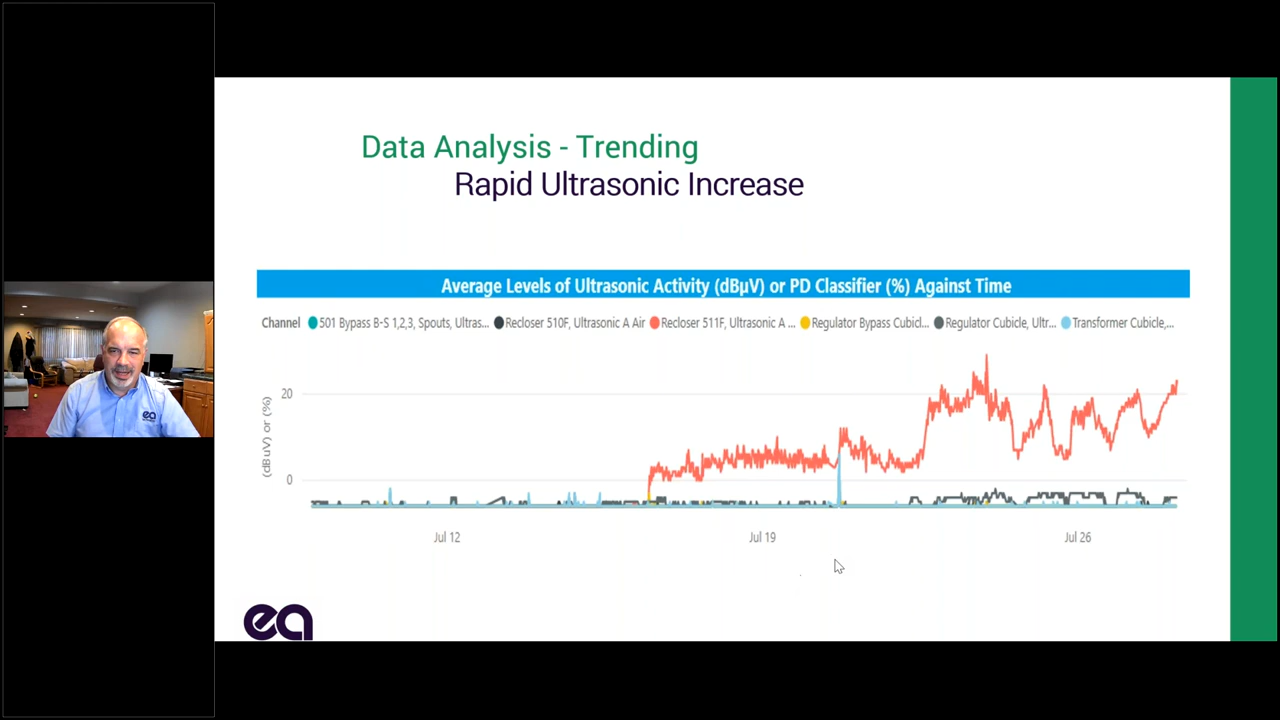 Data Analysis - Trending
Rapid Ultrasonic Increase
Average Levels of Ultrasonic Activity (dBµV) or PD Classifier (%) Against Time
Channel 501 Bypass B-S 1,2,3, Spouts, Ultras... Recloser 510F, Ultrasonic A Air Recloser 511F, Ultrasonic A ... Regulator Bypass Cubicl... Regulator Cubicle, Ultr... Transformer Cubicle,...
(dBuV) or (%)
20
0
Jul 12 Jul 19 Jul 26
ea
ea